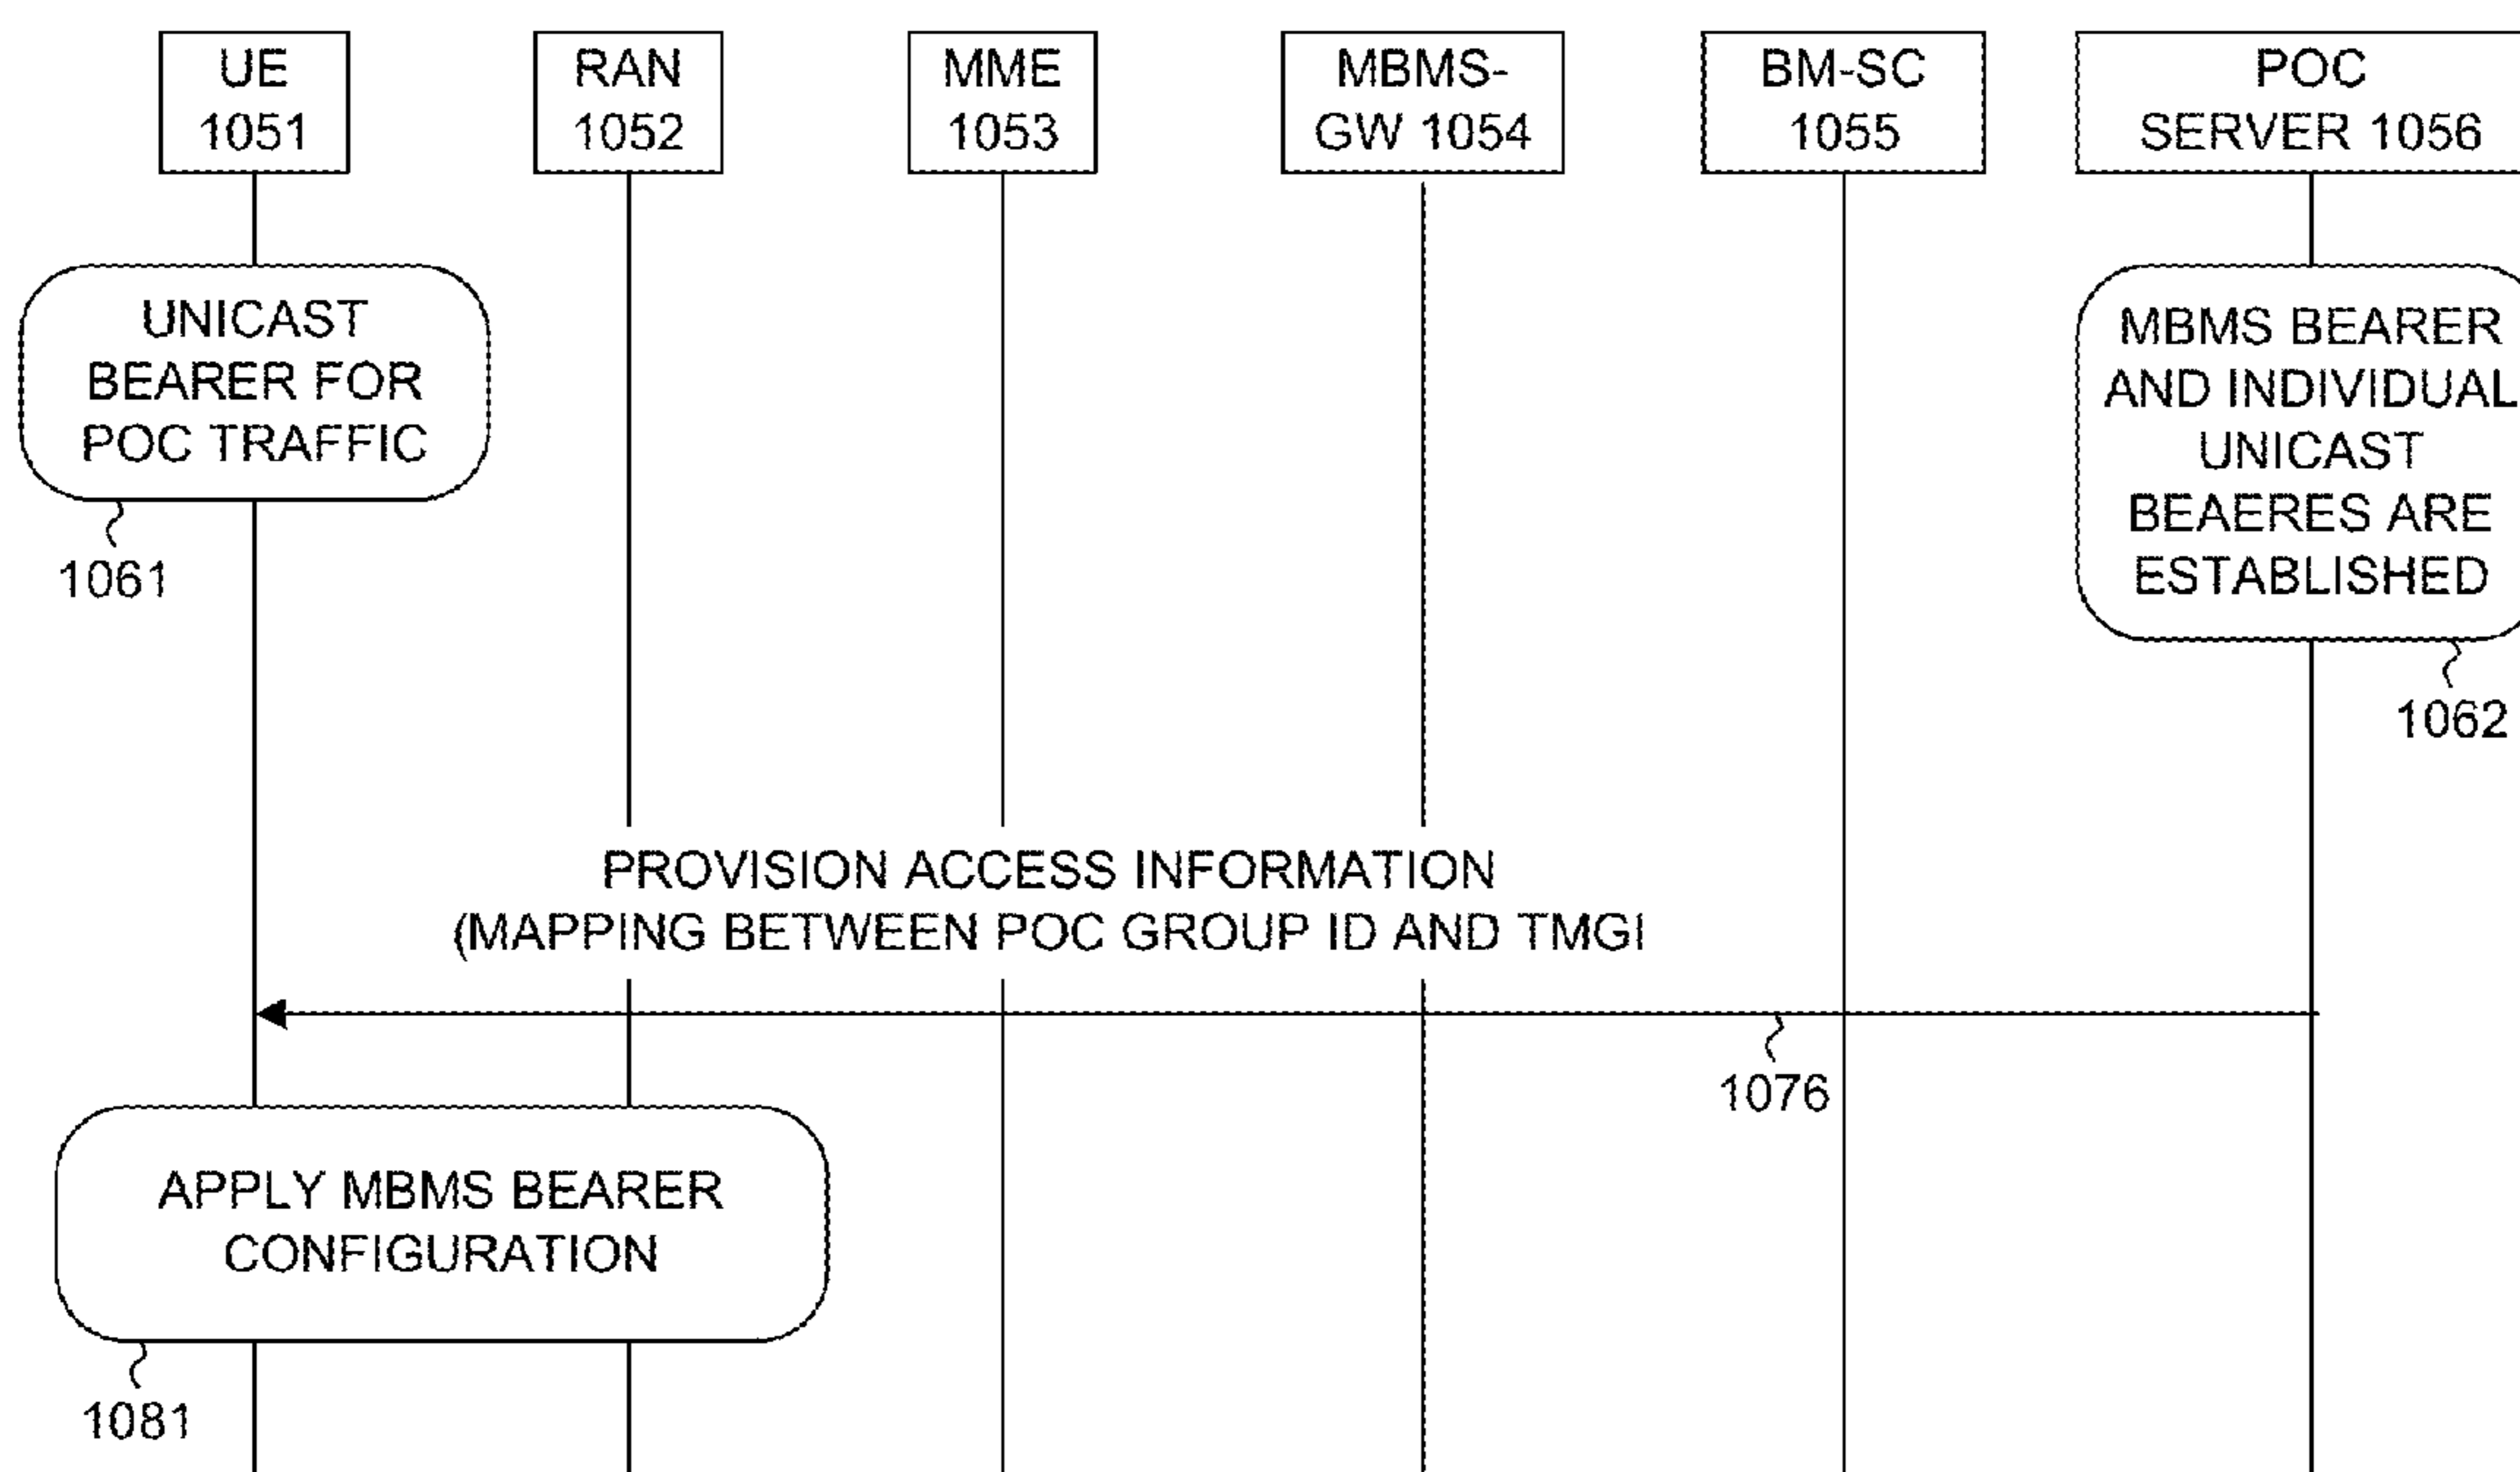 UE
1051
RAN
1052
MME
1053
MBMS-
GW 1054
BM-SC
1055
POC
SERVER 1056
UNICAST
BEARER FOR
POC TRAFFIC
1061
MBMS BEARER
AND INDIVIDUAL
UNICAST
BEAERES ARE
ESTABLISHED
1062
PROVISION ACCESS INFORMATION
(MAPPING BETWEEN POC GROUP ID AND TMGI
1076
APPLY MBMS BEARER
CONFIGURATION
1081